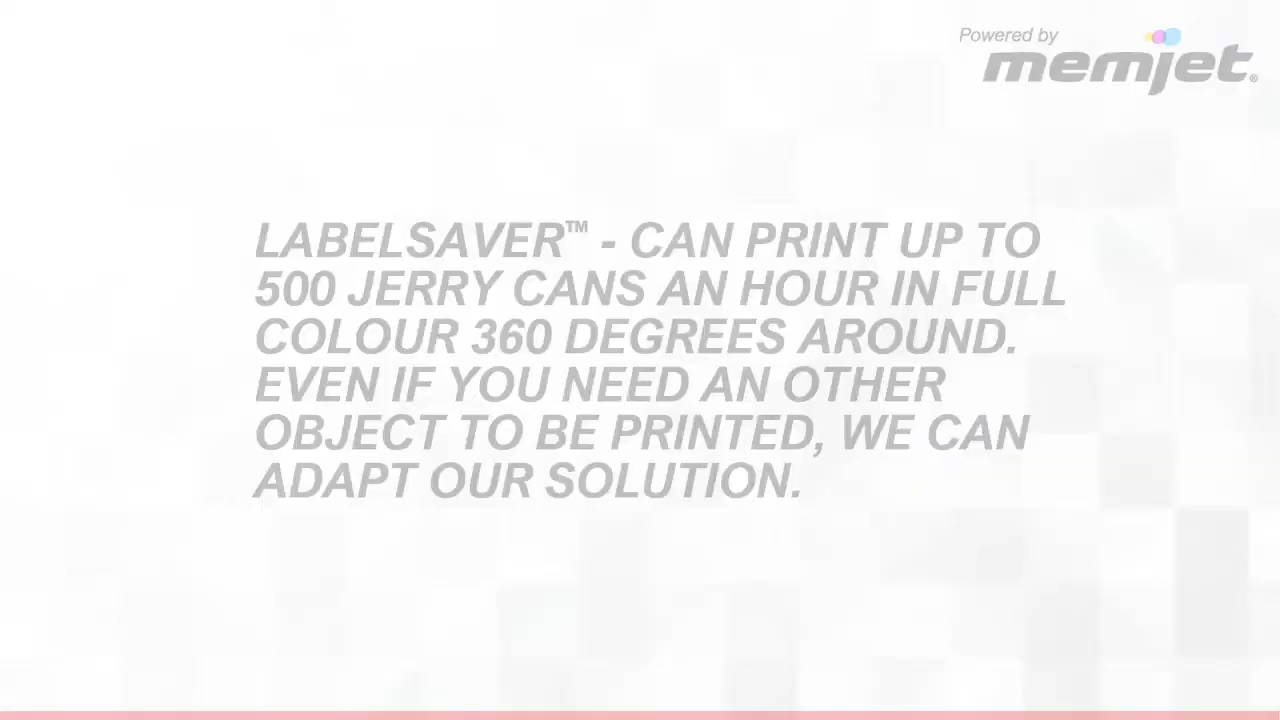 Powered by
memjet®
LABELSAVER™ - CAN PRINT UP TO
500 JERRY CANS AN HOUR IN FULL
COLOUR 360 DEGREES AROUND.
EVEN IF YOU NEED AN OTHER
OBJECT TO BE PRINTED, WE CAN
ADAPT OUR SOLUTION.